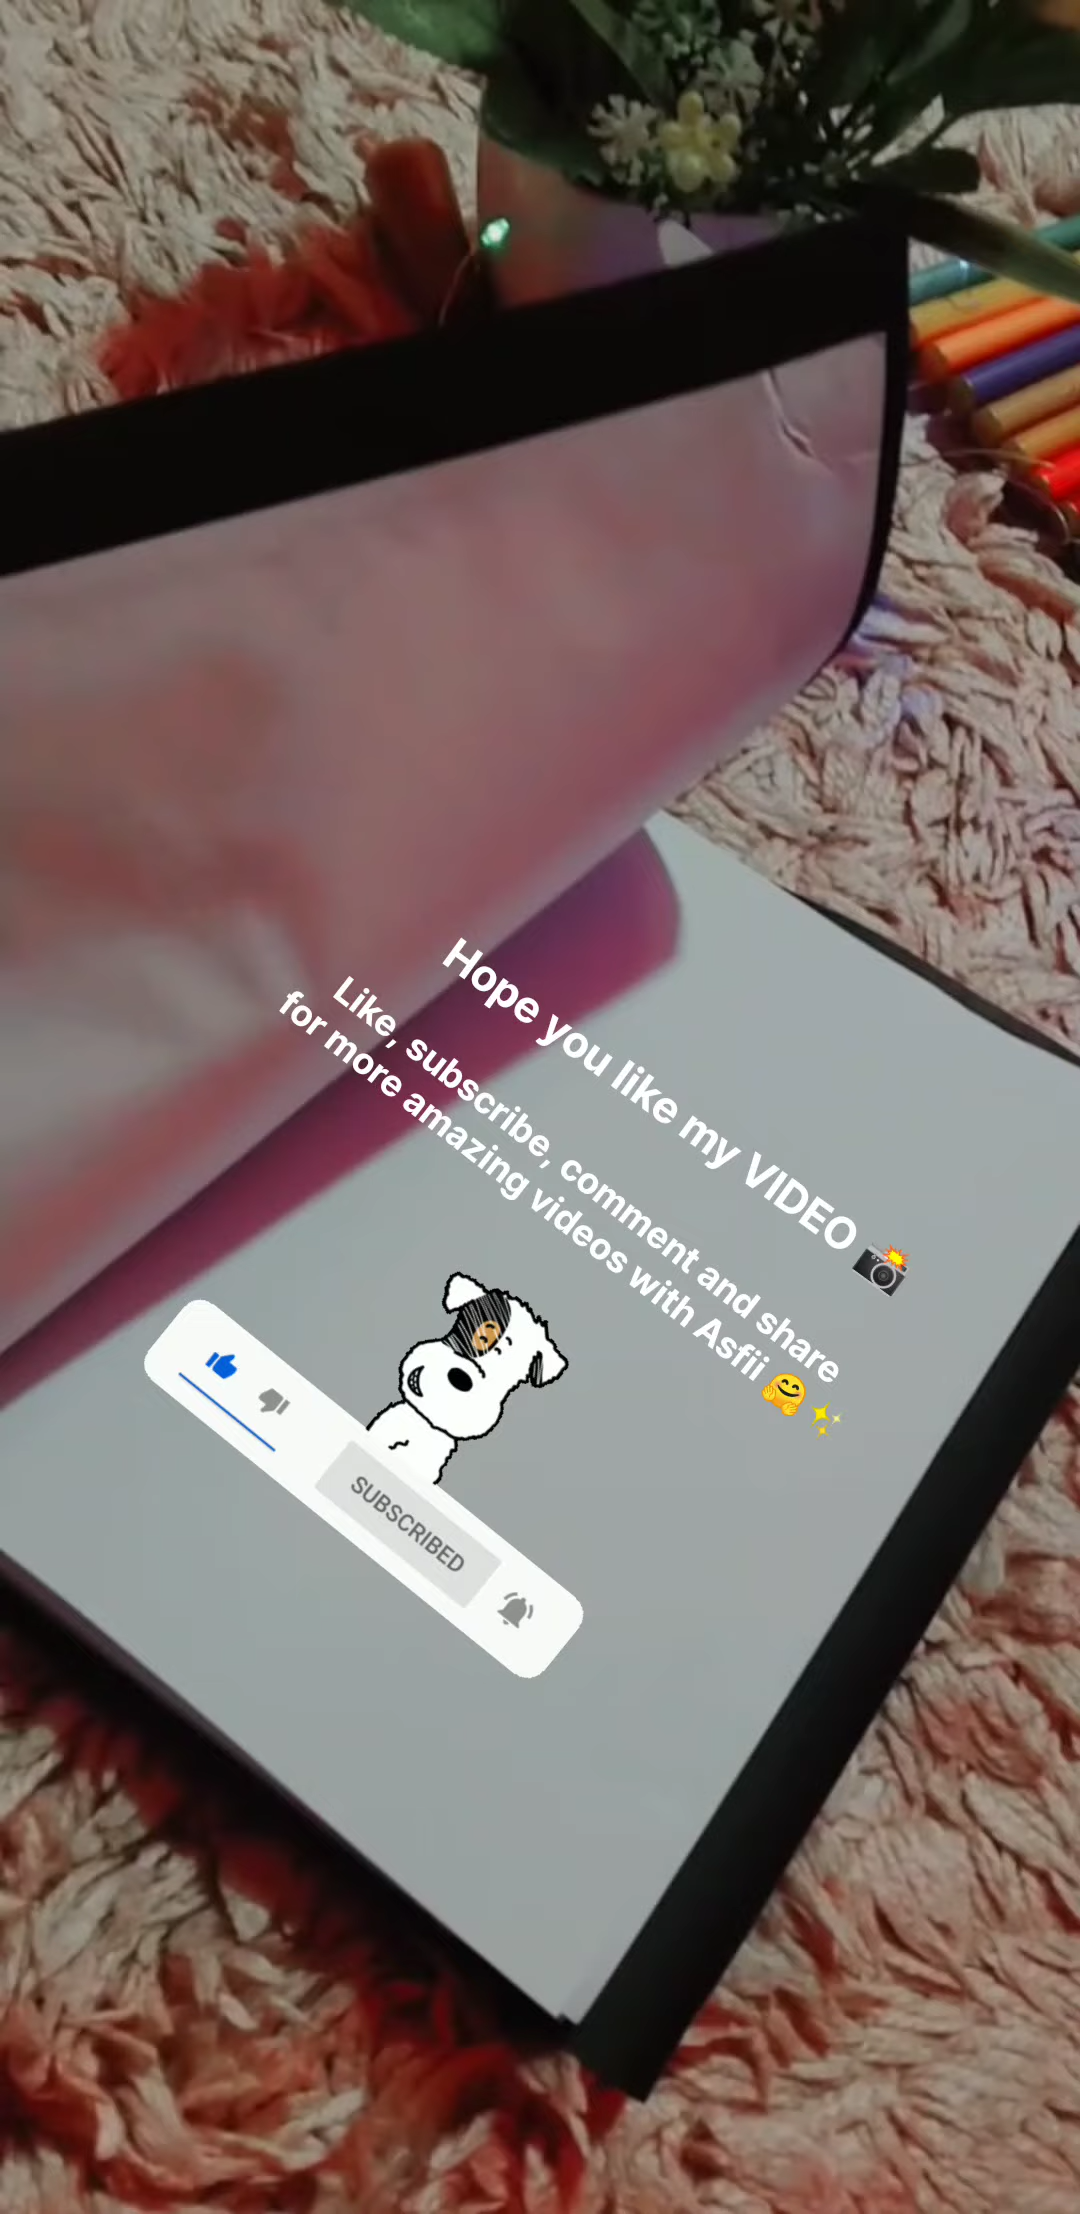 Hope you like my VIDEO 📸
Like, subscribe, comment and share
for more amazing videos with Asfii 🤗 ✨
SUBSCRIBED